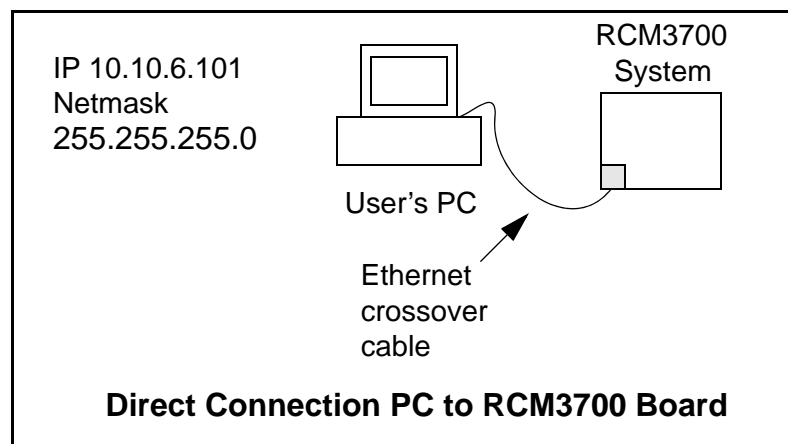 IP 10.10.6.101
Netmask
255.255.255.0
RCM3700
System
User’s PC
Ethernet
crossover
cable
Direct Connection PC to RCM3700 Board